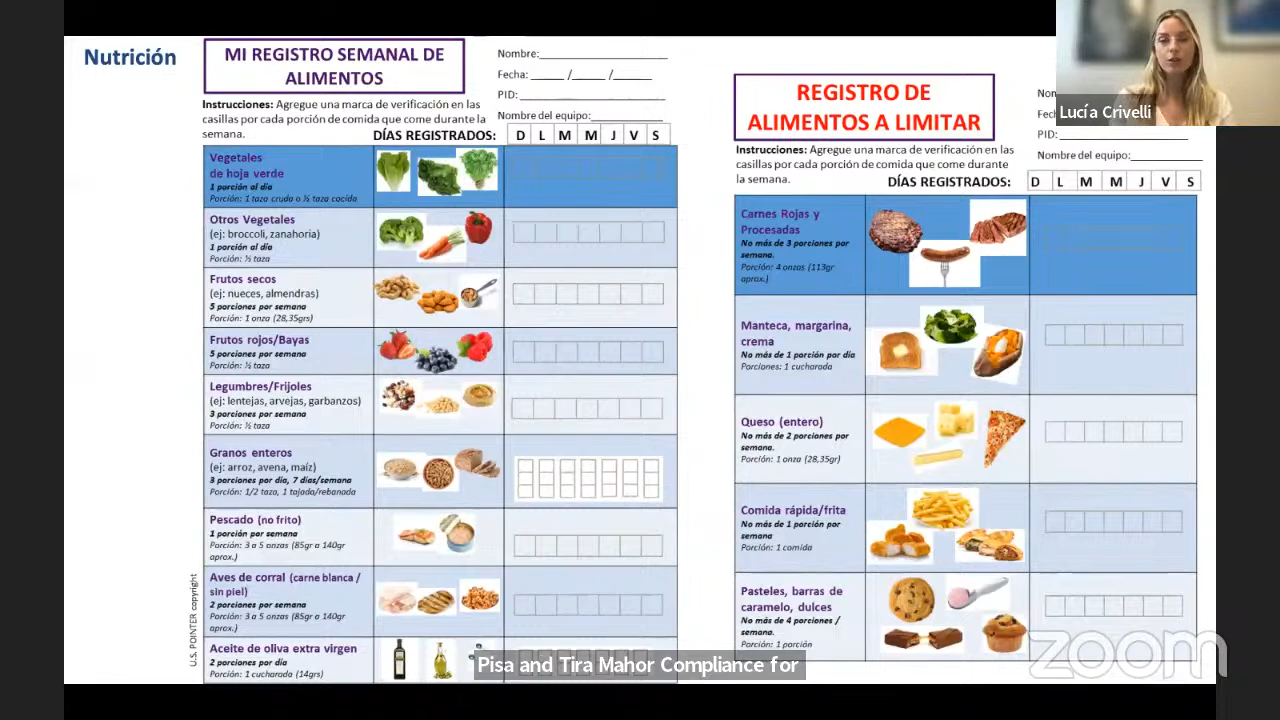 Nutrición
MI REGISTRO SEMANAL DE
ALIMENTOS
Nombre:
Fecha: / /
PID:
Nombre del equipo:
Instrucciones: Agregue una marca de verificación en las
casillas por cada porción de comida que come durante la
semana.
DÍAS REGISTRADOS:
D L M M J V S
Vegetales
de hoja verde
1 porción al día
Porción: 1 taza cruda o ½ taza cocida
Otros Vegetales
(ej: broccoli, zanahoria)
1 porción al día
Porción: ½ taza
Frutos secos
(ej: nueces, almendras)
5 porciones por semana
Porción: 1 onza (28,35grs)
Frutos rojos/Bayas
5 porciones por semana
Porción: ½ taza
Legumbres/Frijoles
(ej: lentejas, arvejas, garbanzos)
3 porciones por semana
Porción: ½ taza
Granos enteros
(ej: arroz, avena, maíz)
3 porciones por día, 7 días/semana
Porción: 1/2 taza, 1 tajada/rebanada
Pescado (no frito)
1 porción por semana
Porción: 3 a 5 onzas (85gr a 140gr
aprox.)
Aves de corral (carne blanca /
sin piel)
2 porciones por semana
Porción: 3 a 5 onzas (85gr a 140gr
aprox.)
Aceite de oliva extra virgen
2 porciones por día
Porción: 1 cucharada (14grs)
U.S. POINTER copyright
REGISTRO DE
ALIMENTOS A LIMITAR
PID:
Nombre del equipo:
Instrucciones: Agregue una marca de verificación en las
casillas por cada porción de comida que come durante
la semana.
DÍAS REGISTRADOS:
D L M M J V S
Carnes Rojas y
Procesadas
No más de 3 porciones por
semana.
Porción: 4 onzas (113gr
aprox.)
Manteca, margarina,
crema
No más de 1 porción por día
Porciones: 1 cucharada
Queso (entero)
No más de 2 porciones por
semana.
Porción: 1 onza (28,35gr)
Comida rápida/frita
No más de 1 porción por
semana
Porción: 1 comida
Pasteles, barras de
caramelo, dulces
No más de 4 porciones /
semana.
Porción: 1 porción
Lucía Crivelli
Pisa and Tira Mahor Compliance for
zoom